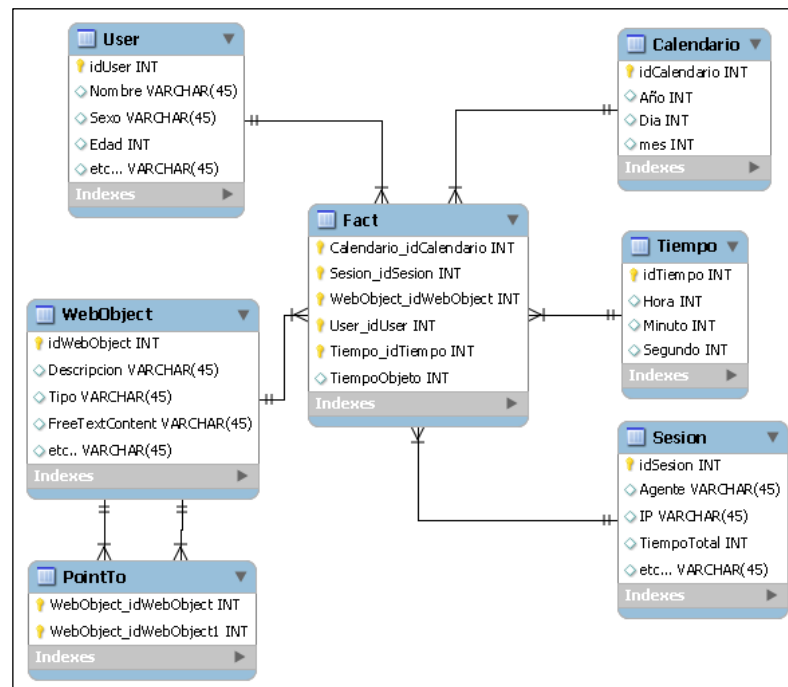 User
idUser INT
Nombre VARCHAR(45)
Sexo VARCHAR(45)
Edad INT
etc... VARCHAR(45)
Indexes
Calendario
idCalendario INT
Año INT
Dia INT
mes INT
Indexes
Fact
Calendario_idCalendario INT
Sesion_idSesion INT
WebObject_idWebObject INT
User_idUser INT
Tiempo_idTiempo INT
TiempoObjeto INT
Indexes
Tiempo
idTiempo INT
Hora INT
Minuto INT
Segundo INT
Indexes
WebObject
idWebObject INT
Descripcion VARCHAR(45)
Tipo VARCHAR(45)
FreeTextContent VARCHAR(45)
etc.. VARCHAR(45)
Indexes
Sesion
idSesion INT
Agente VARCHAR(45)
IP VARCHAR(45)
TiempoTotal INT
etc... VARCHAR(45)
Indexes
PointTo
WebObject_idWebObject INT
WebObject_idWebObject1 INT
Indexes